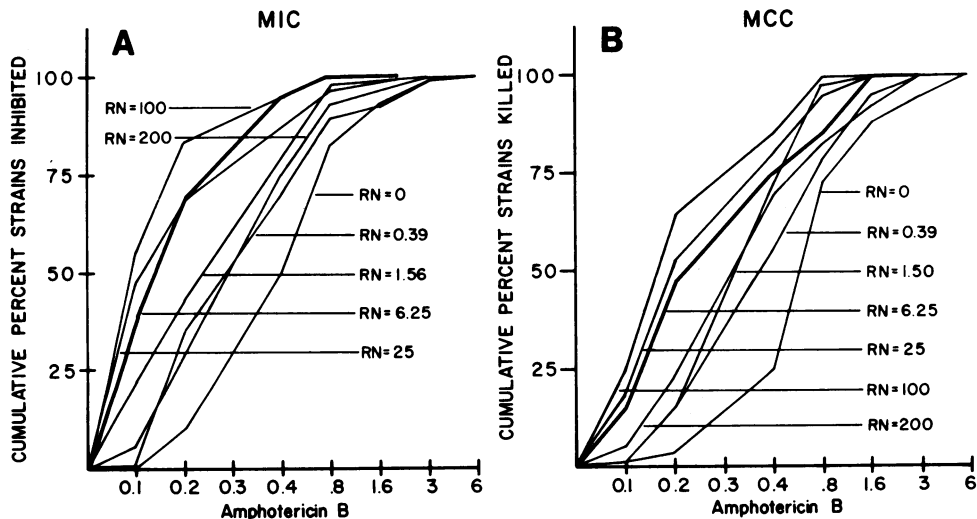 MIC
A
CUMULATIVE PERCENT STRAINS INHIBITED
100
75
50
25
RN=100
RN=200
RN=0
RN=0.39
RN=1.56
RN=6.25
RN=25
0.1 0.2 0.3 0.4 .8 1.6 3 6
Amphotericin B
MCC
B
CUMULATIVE PERCENT STRAINS KILLED
100
75
50
25
RN=0
RN=0.39
RN=1.50
RN=6.25
RN=25
RN=100
RN=200
0.1 0.2 0.3 0.4 .8 1.6 3 6
Amphotericin B